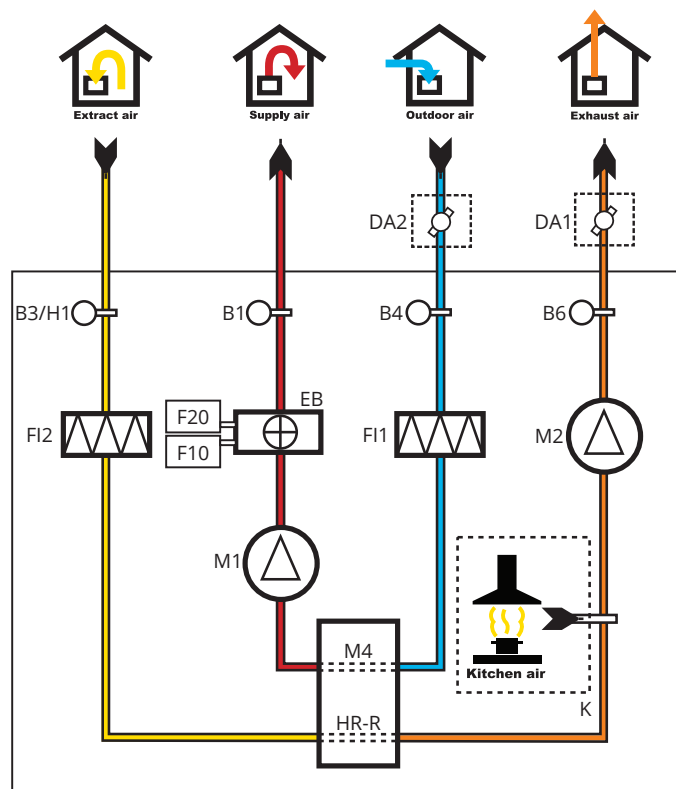 Extract air
Supply air
Outdoor air
Exhaust air
DA2
DA1
B3/H1
B1
B4
B6
EB
F20
F10
FI2
FI1
M2
M1
M4
Kitchen air
HR-R
K